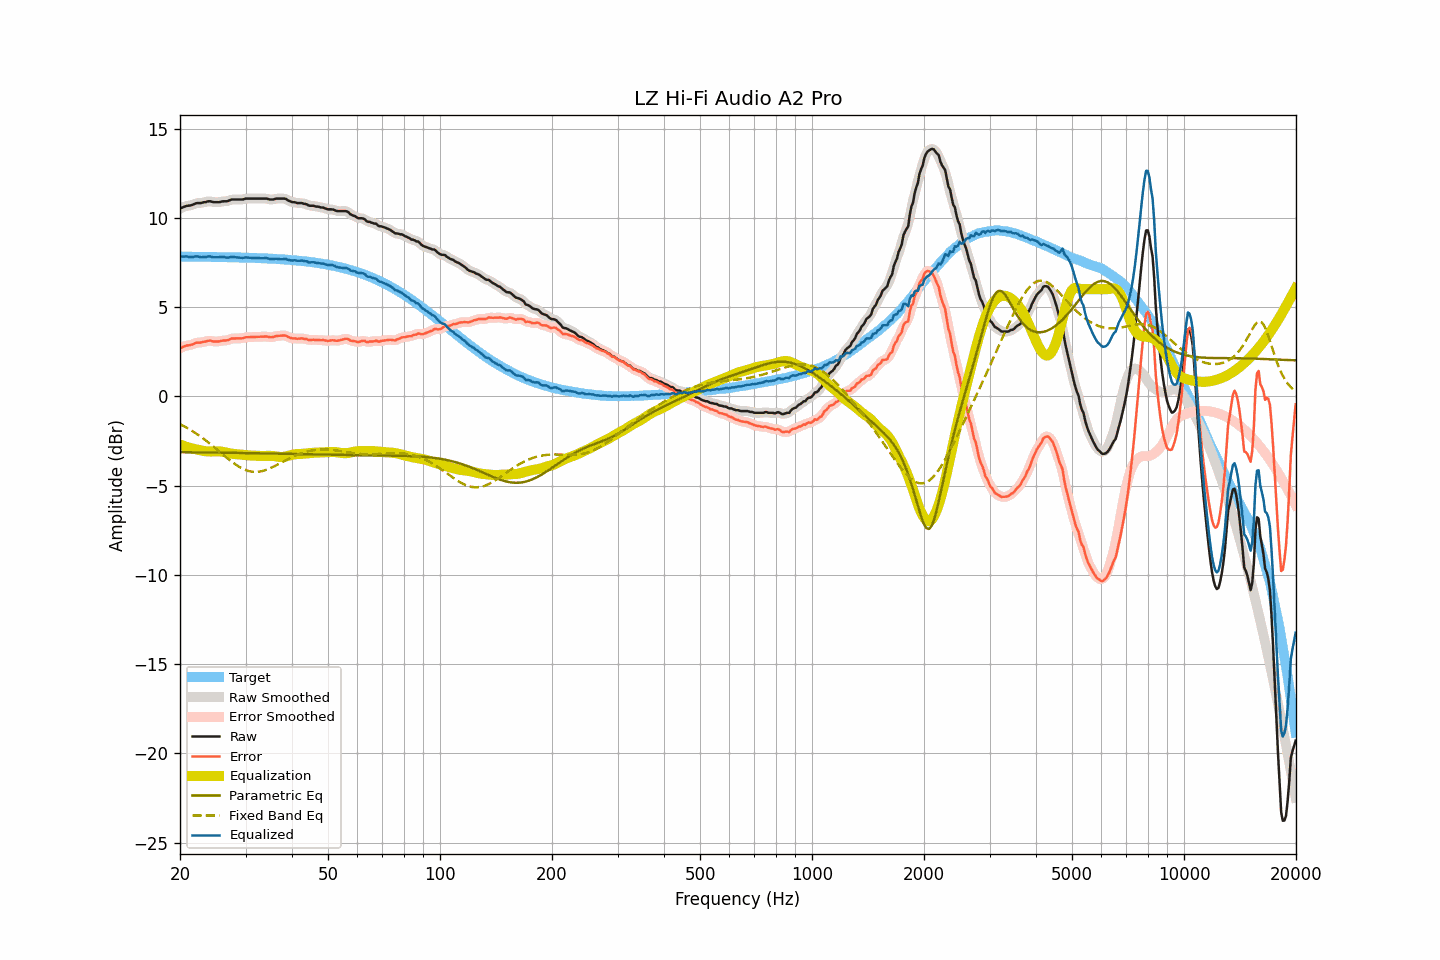 LZ Hi-Fi Audio A2 Pro
Amplitude (dBr)
15
10
5
0
−5
−10
−15
−20
−25
Target
Raw Smoothed
Error Smoothed
Raw
Error
Equalization
Parametric Eq
Fixed Band Eq
Equalized
20 50 100 200 500 1000 2000 5000 10000 20000
Frequency (Hz)